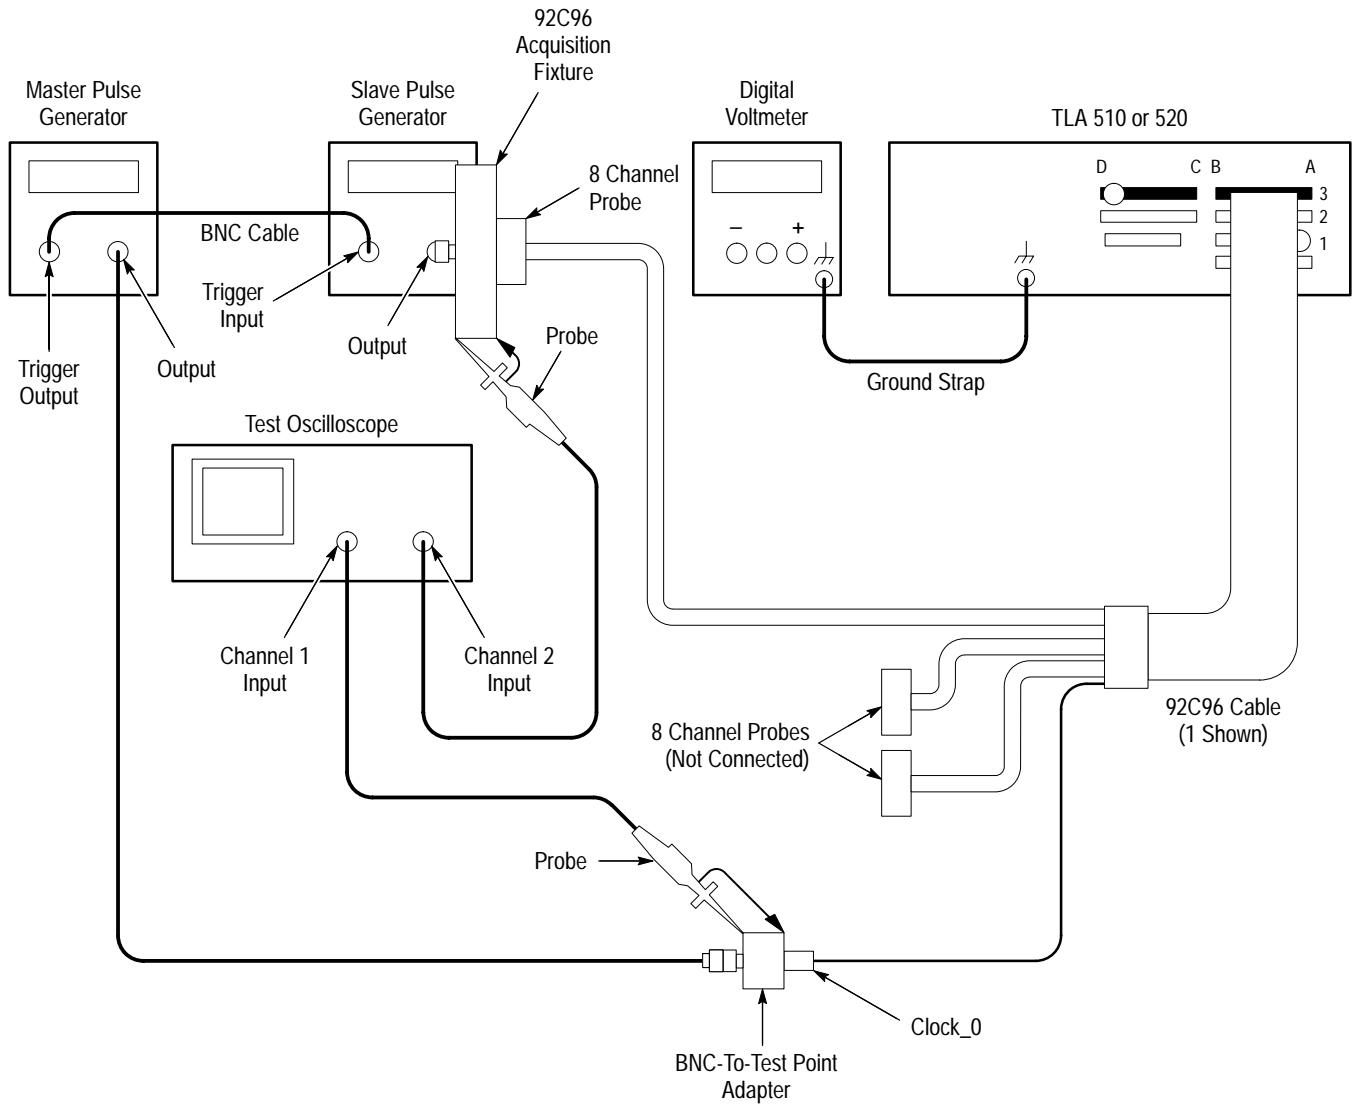 92C96
Acquisition
Fixture
Master Pulse
Generator
Slave Pulse
Generator
Digital
Voltmeter
TLA 510 or 520
8 Channel
Probe
D
C
B
A
3
2
1
BNC Cable
– +
Trigger
Input
Output
Probe
Trigger
Output
Output
Ground Strap
Test Oscilloscope
Channel 1
Input
Channel 2
Input
8 Channel Probes
(Not Connected)
92C96 Cable
(1 Shown)
Probe
Clock_0
BNC-To-Test Point
Adapter